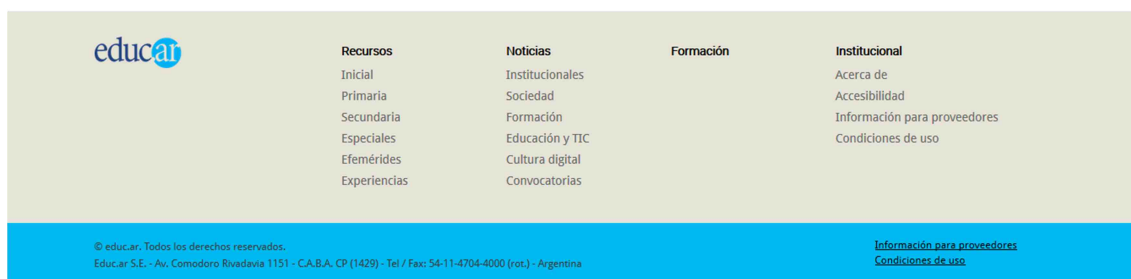 educ.ar
Recursos
Inicial
Primaria
Secundaria
Especiales
Efemérides
Experiencias
Noticias
Institucionales
Sociedad
Formación
Educación y TIC
Cultura digital
Convocatorias
Formación
Institucional
Acerca de
Accesibilidad
Información para proveedores
Condiciones de uso
© educ.ar. Todos los derechos reservados.
Educ.ar S.E. - Av. Comodoro Rivadavia 1151 - C.A.B.A. CP (1429) - Tel / Fax: 54-11-4704-4000 (rot.) - Argentina
Información para proveedores
Condiciones de uso